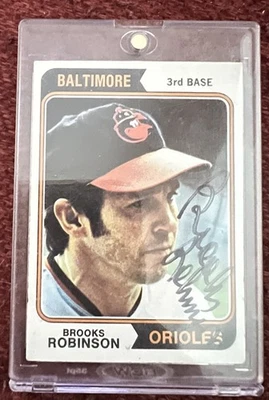 BALTIMORE
3rd BASE
BROOKS
ROBINSON
ORIOLES